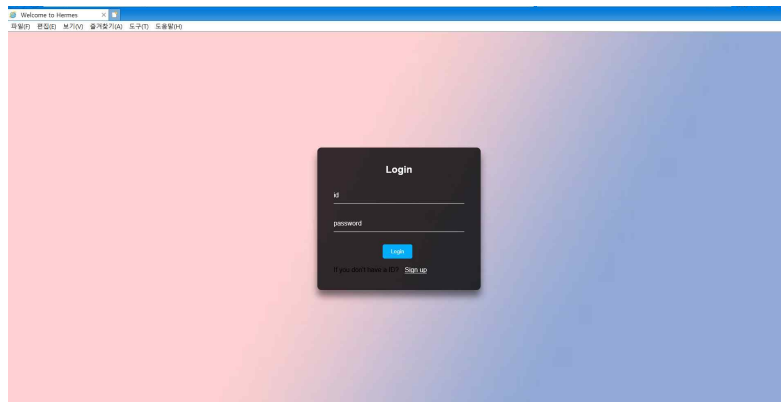 Welcome to Hermes
파일(F) 편집(E) 보기(V) 즐겨찾기(A) 도구(T) 도움말(H)
Login
id
password
Login
If you don't have a ID? Sign up